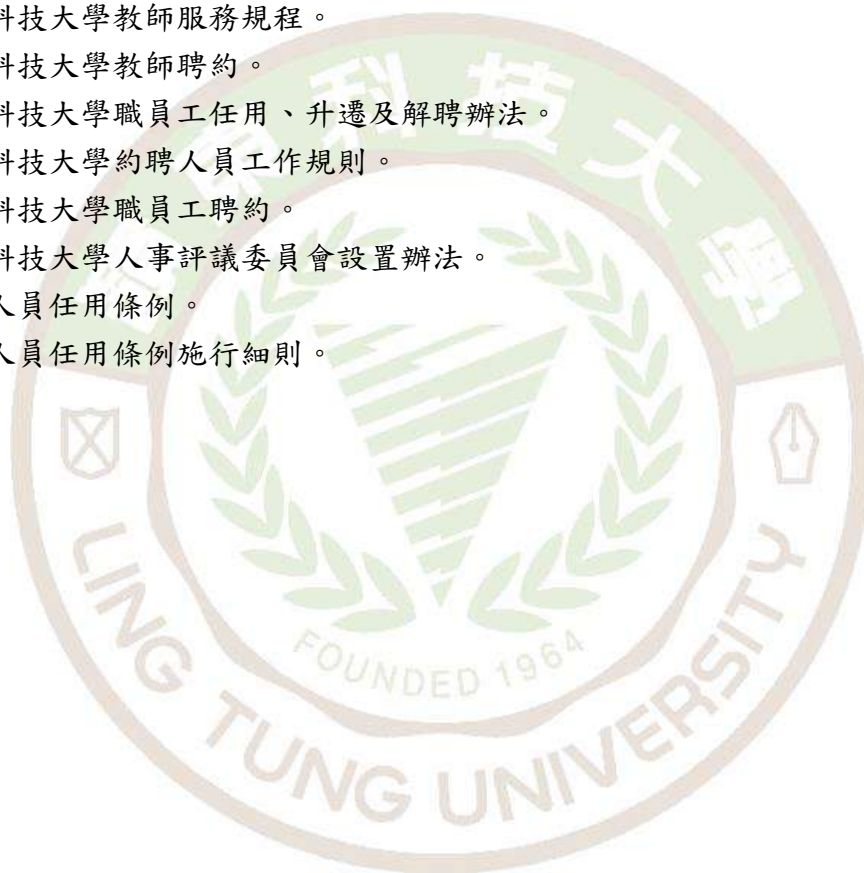 科技大學教師服務規程。
科技大學教師聘約。
科技大學職員工任用、升遷及解聘辦法。
科技大學約聘人員工作規則。
科技大學職員工聘約。
科技大學人事評議委員會設置辦法。
人員任用條例。
人員任用條例施行細則。
科技大學
FOUNDED 1964
LING TUNG UNIVERSITY